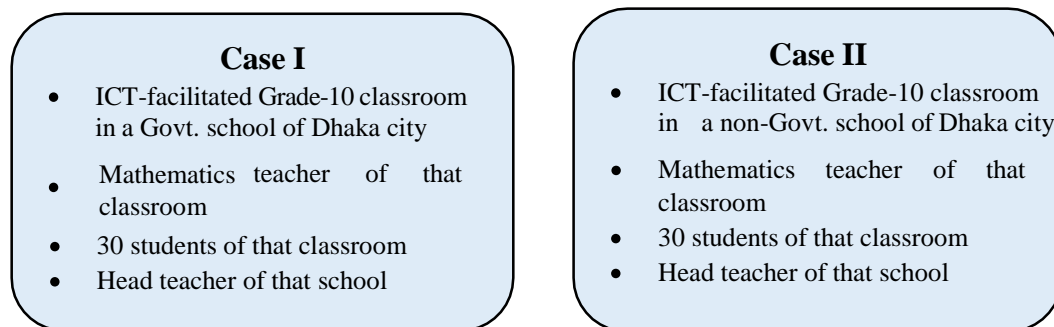 Case I
• ICT-facilitated Grade-10 classroom
in a Govt. school of Dhaka city
• Mathematics teacher of that
classroom
• 30 students of that classroom
• Head teacher of that school
Case II
• ICT-facilitated Grade-10 classroom
in a non-Govt. school of Dhaka city
• Mathematics teacher of that
classroom
• 30 students of that classroom
• Head teacher of that school